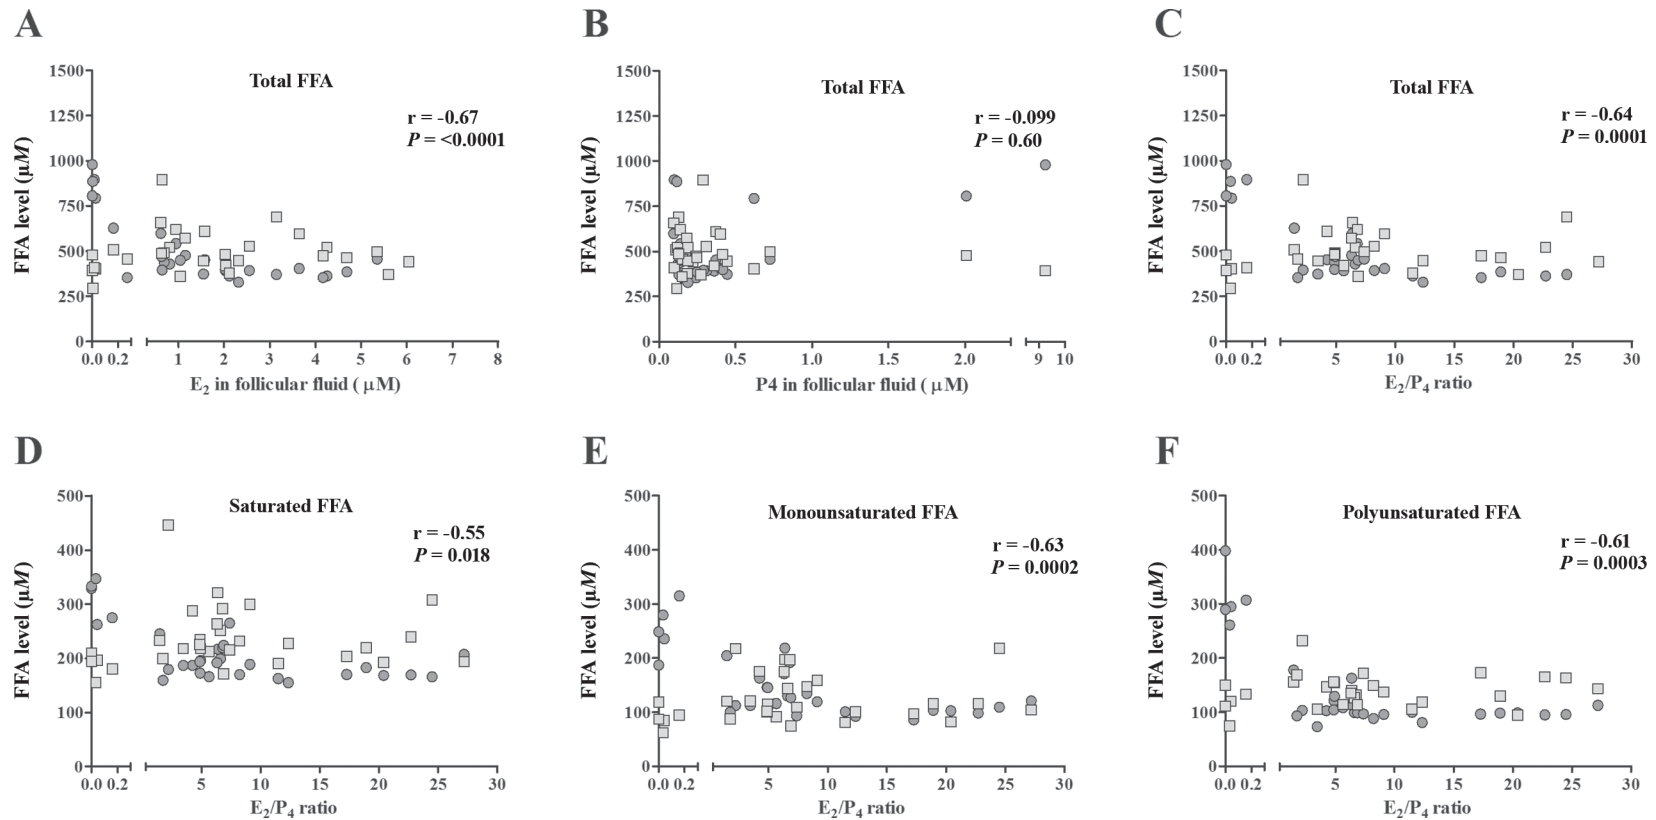 A
Total FFA
r = -0.67
P = <0.0001
FFA level (μM)
1500
1250
1000
750
500
250
0
0.0 0.2 1 2 3 4 5 6 7 8
E2 in follicular fluid ( μM)
B
Total FFA
r = -0.099
P = 0.60
FFA level (μM)
1500
1250
1000
750
500
250
0
0.0 0.5 1.0 1.5 2.0 9 10
P4 in follicular fluid ( μM)
C
Total FFA
r = -0.64
P = 0.0001
FFA level (μM)
1500
1250
1000
750
500
250
0
0.0 0.2 5 10 15 20 25 30
E2/P4 ratio
D
Saturated FFA
r = -0.55
P = 0.018
FFA level (μM)
500
400
300
200
100
0
0.0 0.2 5 10 15 20 25 30
E2/P4 ratio
E
Monounsaturated FFA
r = -0.63
P = 0.0002
FFA level (μM)
500
400
300
200
100
0
0.0 0.2 5 10 15 20 25 30
E2/P4 ratio
F
Polyunsaturated FFA
r = -0.61
P = 0.0003
FFA level (μM)
500
400
300
200
100
0
0.0 0.2 5 10 15 20 25 30
E2/P4 ratio